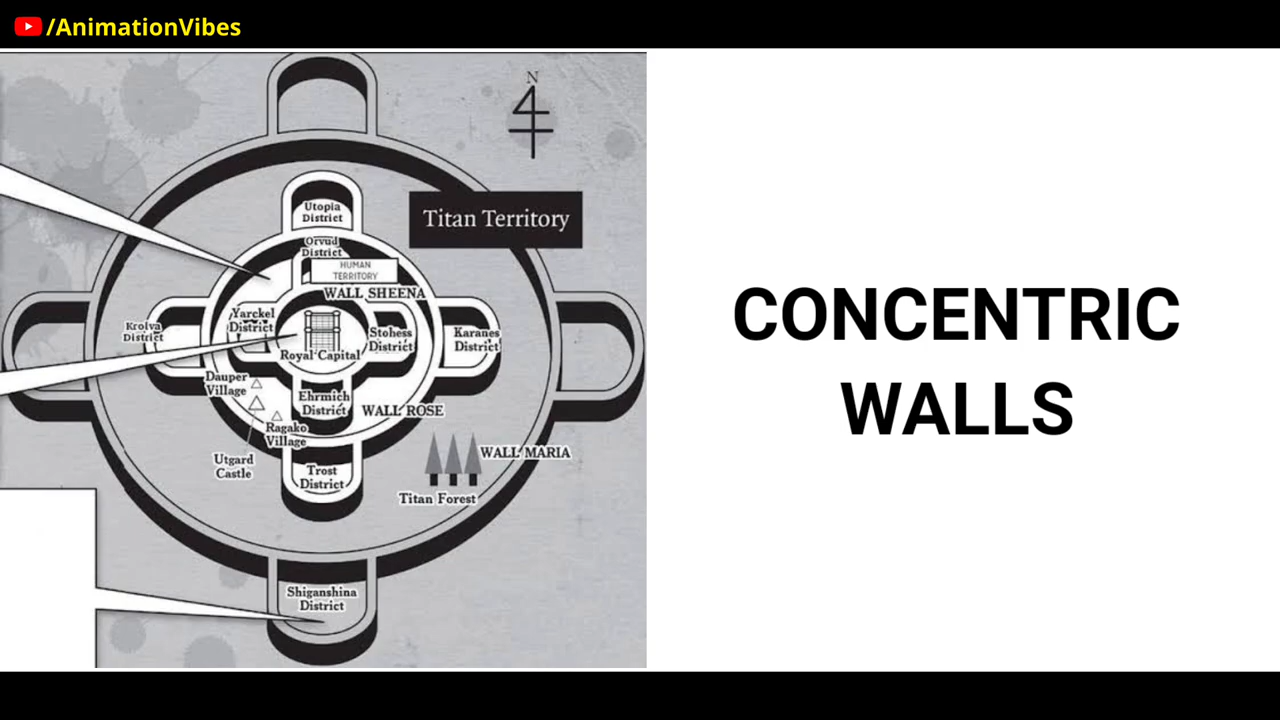 /AnimationVibes
N
Titan Territory
Utopia
District
Orvud
District
HUMAN
TERRITORY
WALL SHEENA
Yarckel
District
Krolva
District
Stohess
District
Karanes
District
Royal Capital
Dauper
Village
Ehrmich
District
WALL ROSE
Ragako
Village
Utgard
Castle
WALL MARIA
Trost
District
Titan Forest
Shiganshina
District
CONCENTRIC
WALLS